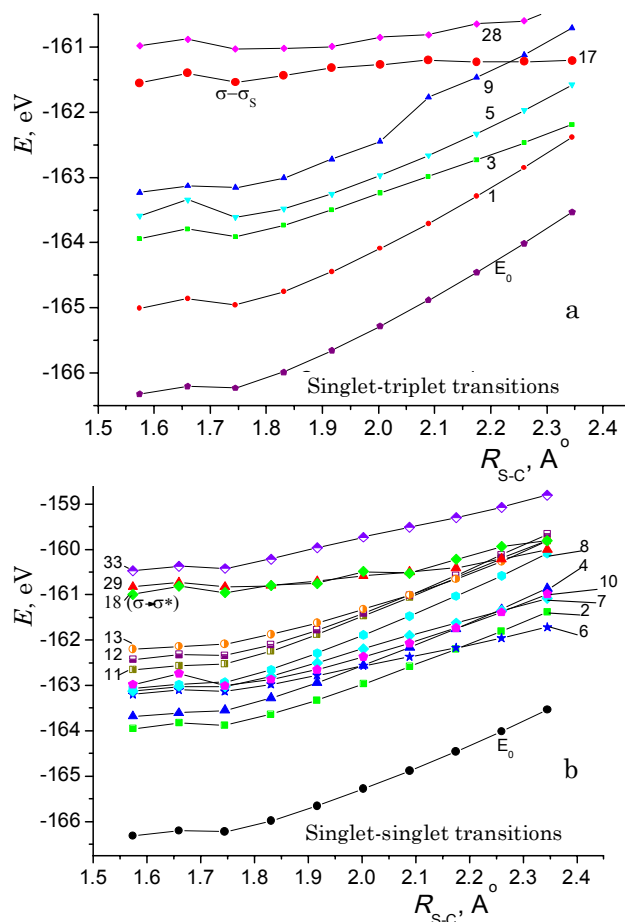 -161
28
17
σ–σS
9
-162
5
E, eV
-163
3
1
-164
E0
-165
a
-166
Singlet-triplet transitions
1.5 1.6 1.7 1.8 1.9 2.0 2.1 2.2 2.3 2.4
RS-C, A°
-159
33
-160
8
29
4
-161
18 (σ→σ*)
10
7
-162
13
2
12
6
E, eV
11
-163
-164
E0
-165
b
-166
Singlet-singlet transitions
1.5 1.6 1.7 1.8 1.9 2.0 2.1 2.2 2.3 2.4
RS-C, A°